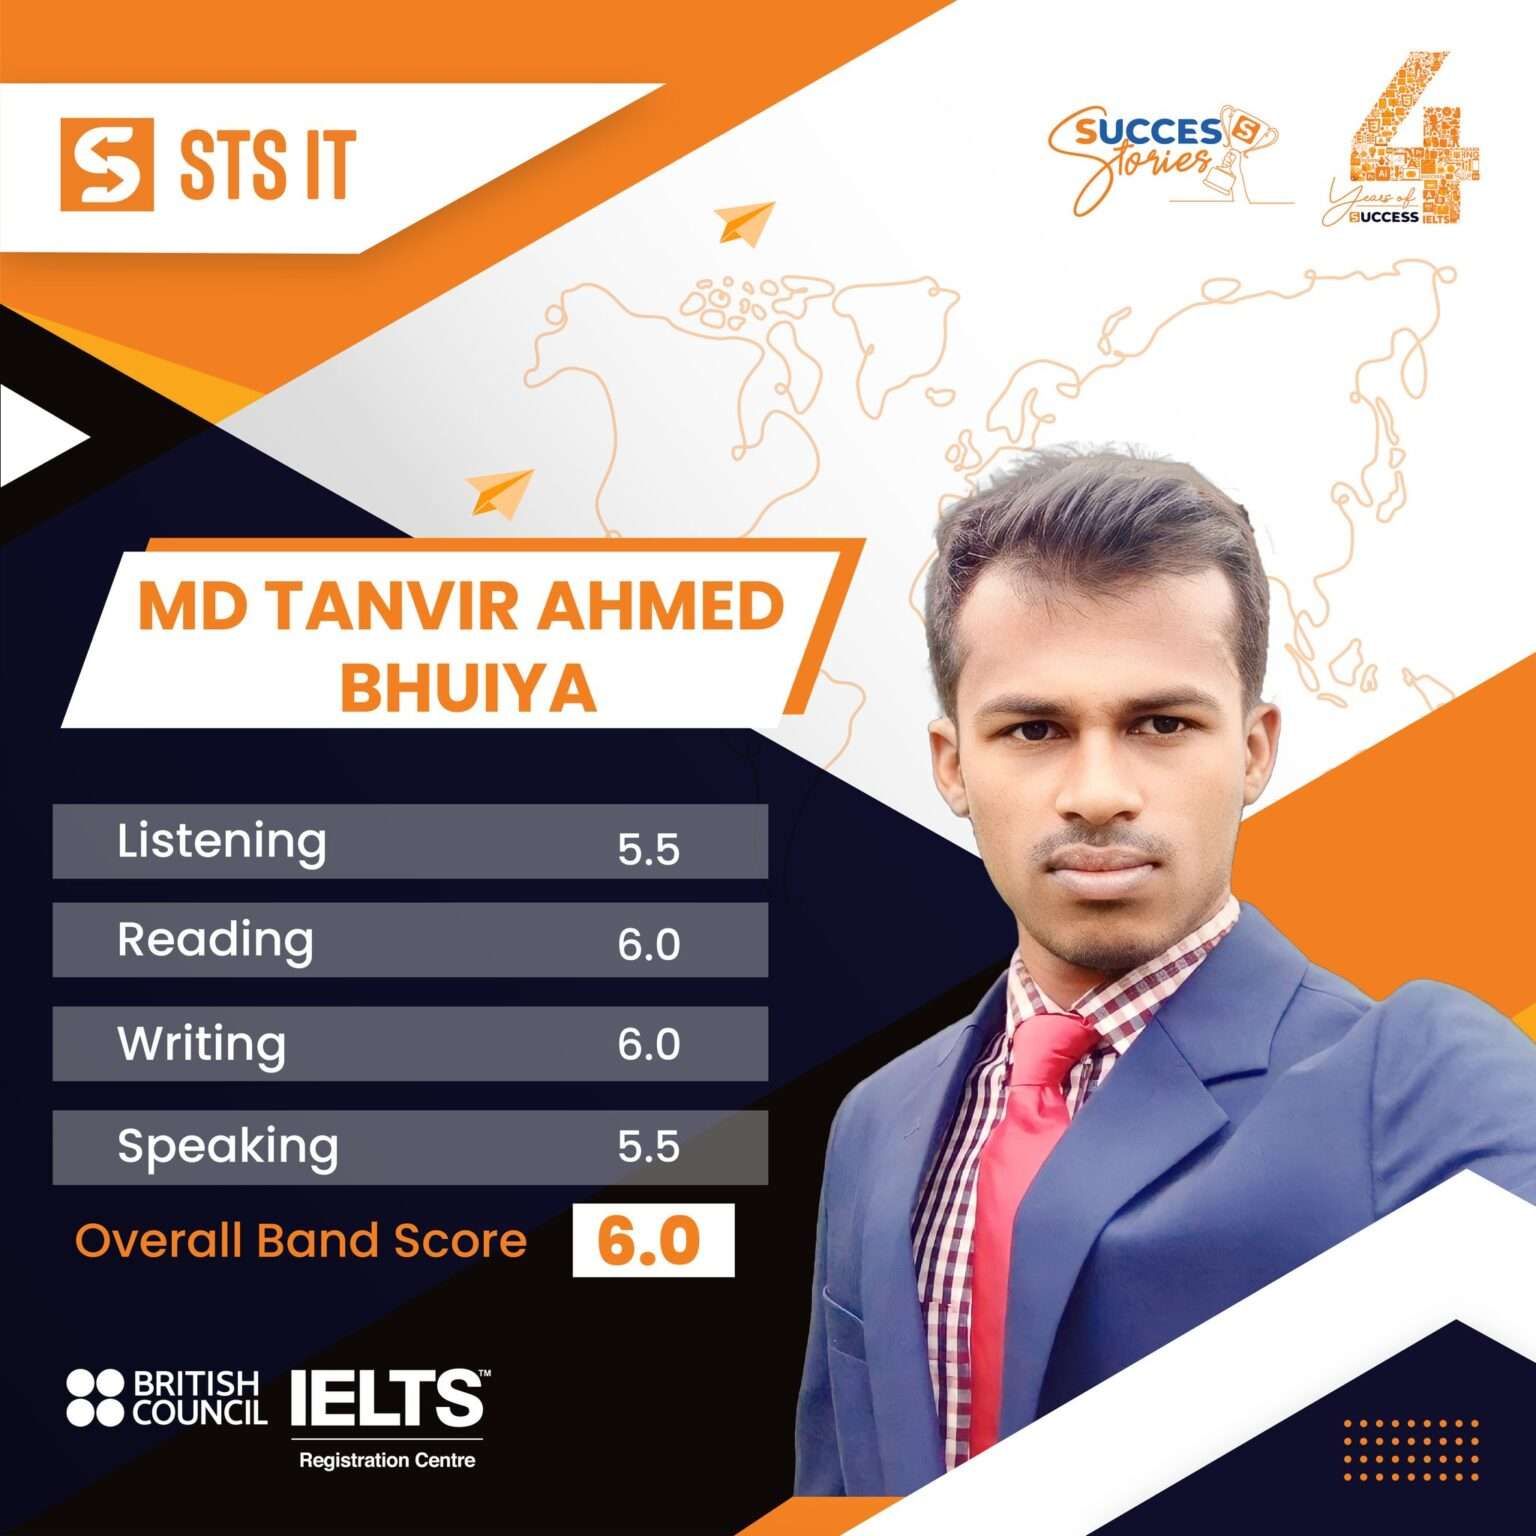 STS IT
SUCCESS
Stories
4
Years of
SUCCESS IELTS
MD TANVIR AHMED
BHUIYA
Listening 5.5
Reading 6.0
Writing 6.0
Speaking 5.5
Overall Band Score 6.0
BRITISH
COUNCIL
IELTS™
Registration Centre